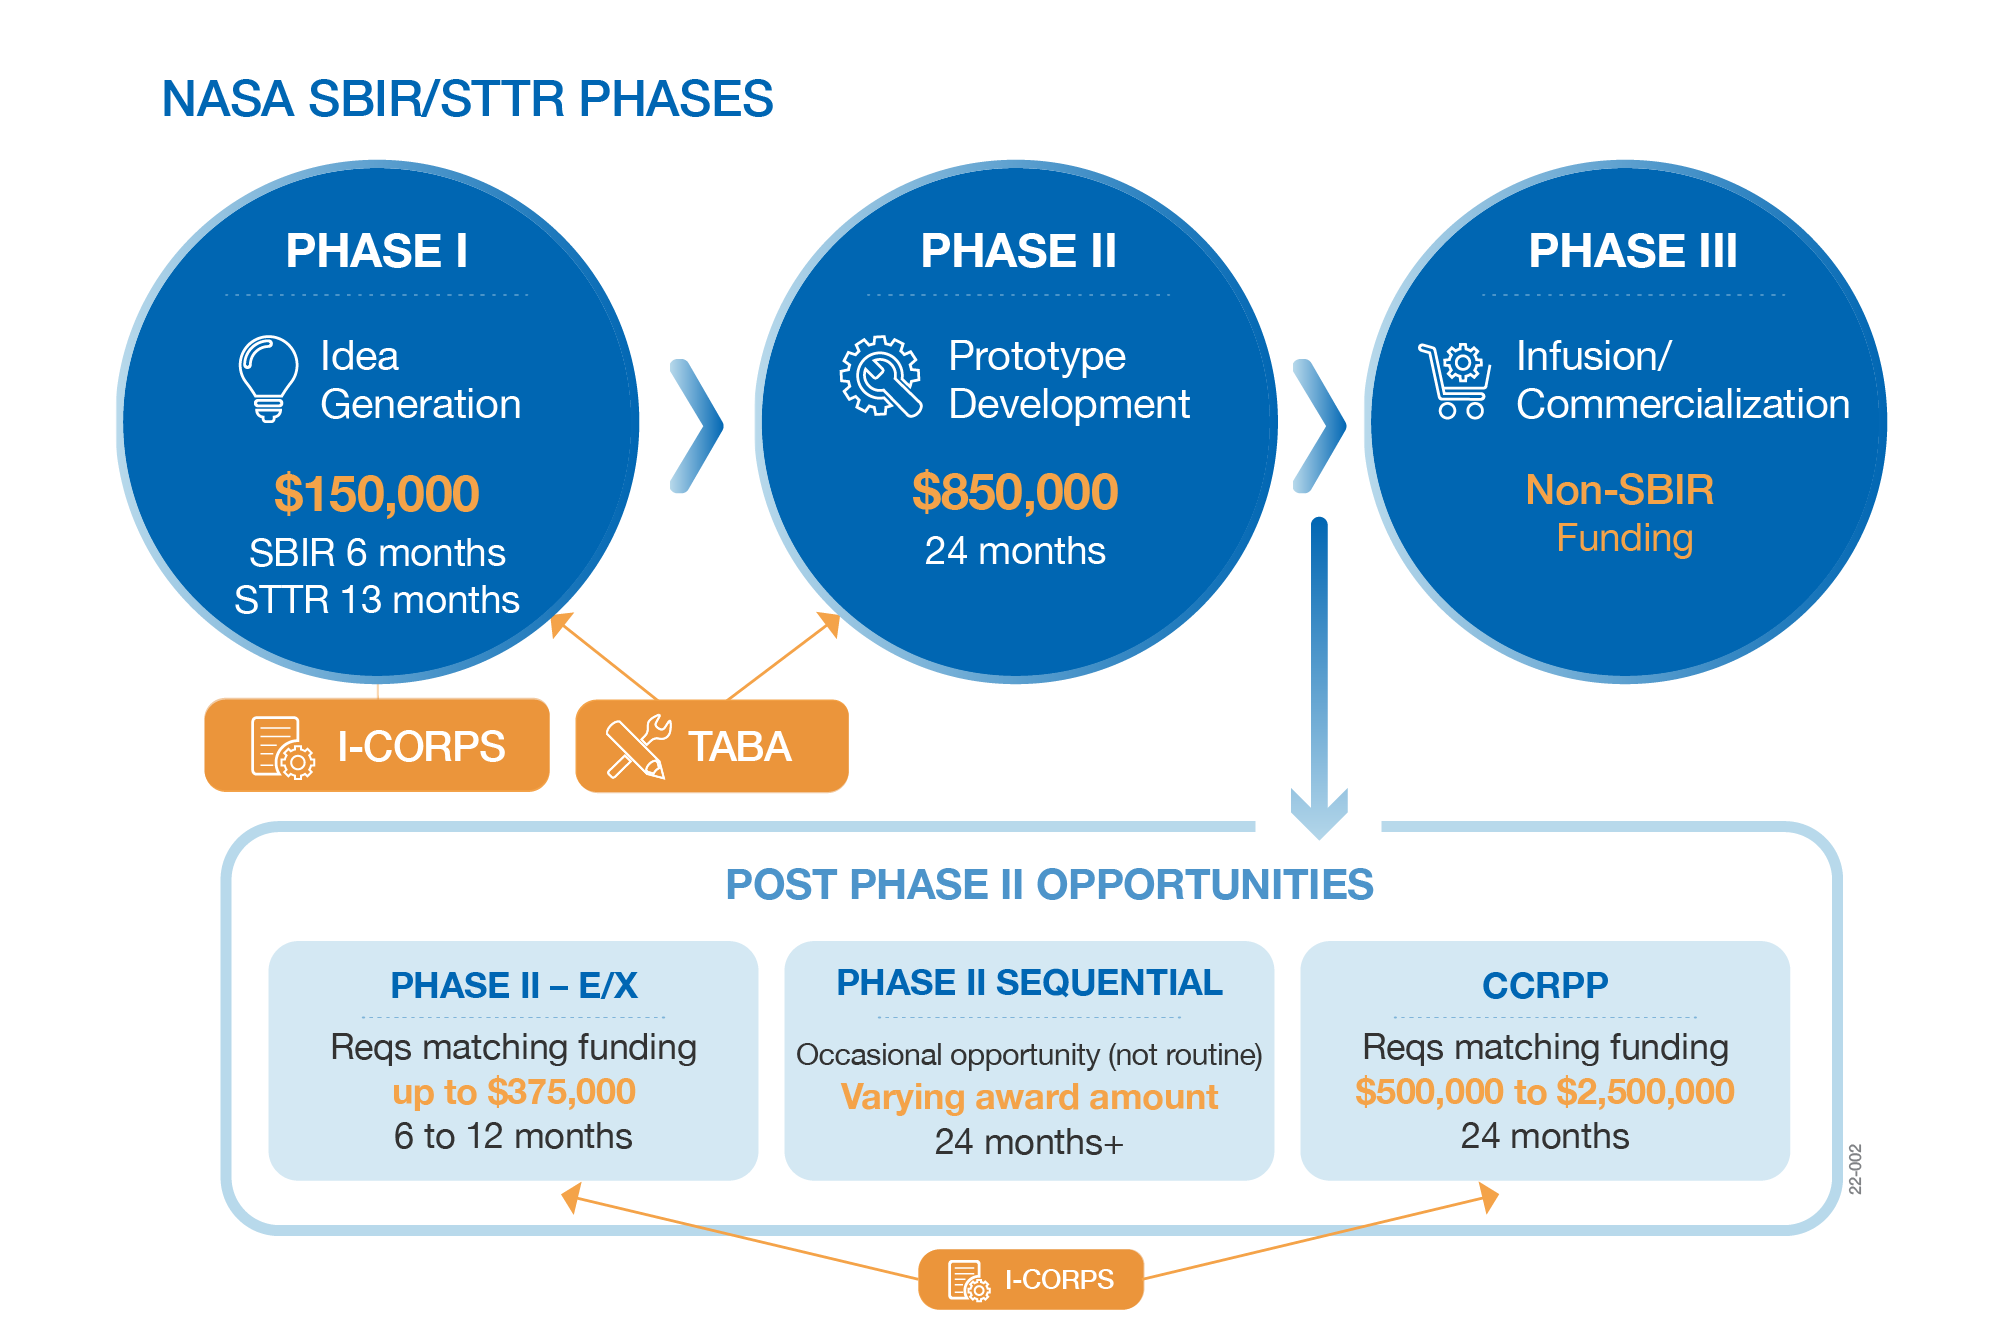 NASA SBIR/STTR PHASES
PHASE I
Idea
Generation
$150,000
SBIR 6 months
STTR 13 months
PHASE II
Prototype
Development
$850,000
24 months
PHASE III
Infusion/
Commercialization
Non-SBIR
Funding
I-CORPS
TABA
POST PHASE II OPPORTUNITIES
PHASE II – E/X
Reqs matching funding
up to $375,000
6 to 12 months
PHASE II SEQUENTIAL
Occasional opportunity (not routine)
Varying award amount
24 months+
CCRPP
Reqs matching funding
$500,000 to $2,500,000
24 months
22-002
I-CORPS